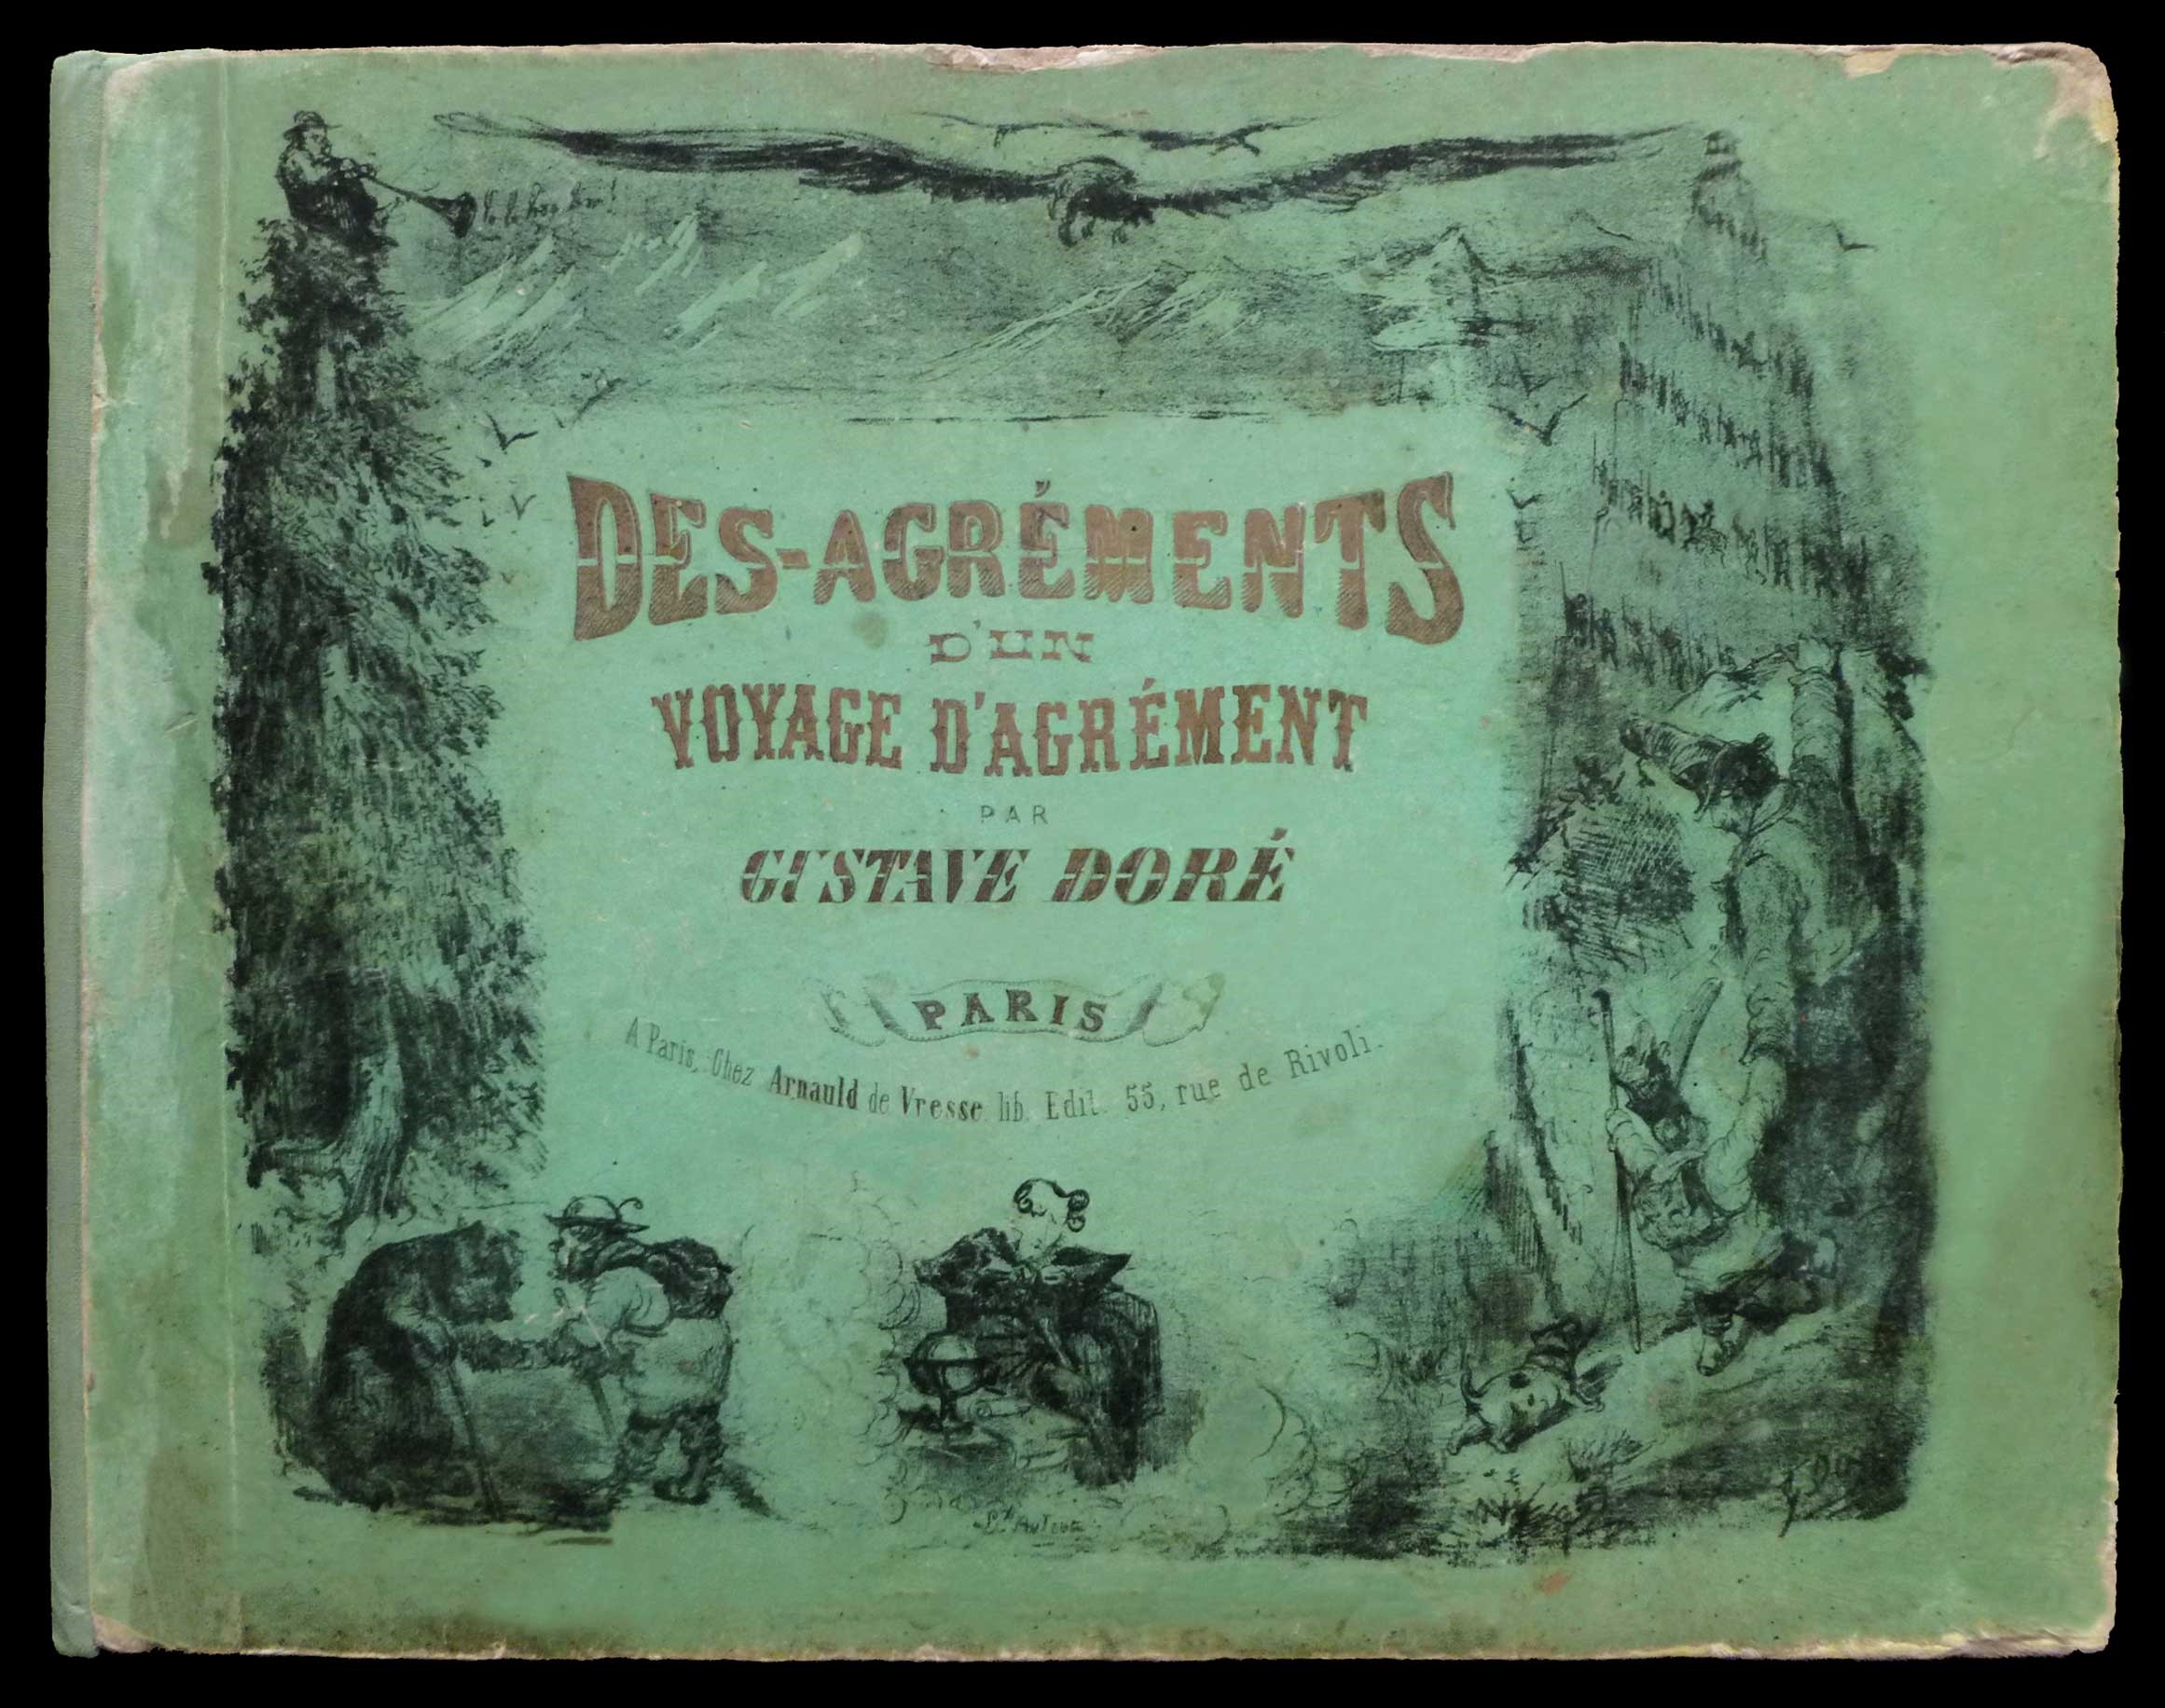 DES-AGRÉMENTS
D'UN
VOYAGE D'AGRÉMENT
PAR
GUSTAVE DORÉ
PARIS
A Paris, Chez Arnauld de Vresse lib. Edit. 55, rue de Rivoli.
L'Auteur